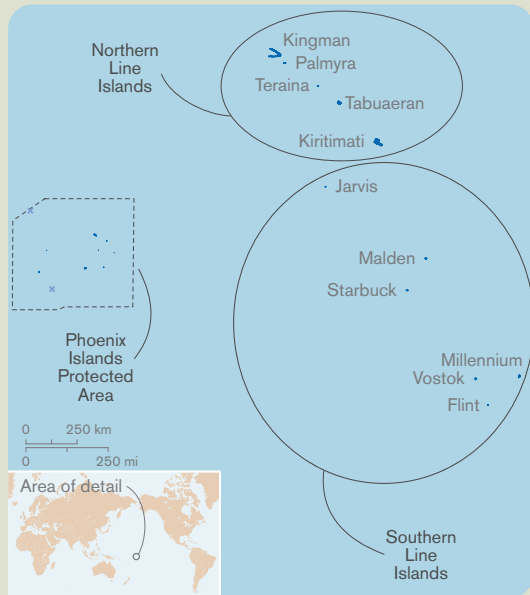 Northern
Line
Islands
Kingman
Palmyra
Teraina
Tabuaeran
Kiritimati
Jarvis
Malden
Starbuck
Millennium
Vostok
Flint
Phoenix
Islands
Protected
Area
0 250 km
0 250 mi
Area of detail
Southern
Line
Islands